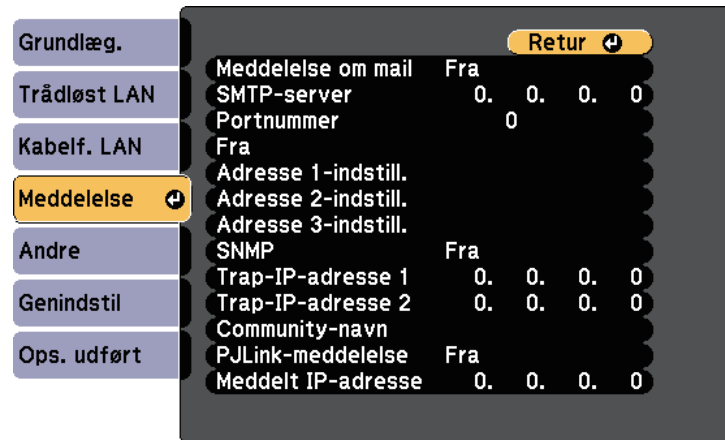 Grundlæg.
Trådløst LAN
Kabelf. LAN
Meddelelse
Andre
Genindstil
Ops. udført
Retur
Meddelelse om mail Fra
SMTP-server 0. 0. 0. 0
Portnummer 0
Fra
Adresse 1-indstill.
Adresse 2-indstill.
Adresse 3-indstill.
SNMP Fra
Trap-IP-adresse 1 0. 0. 0. 0
Trap-IP-adresse 2 0. 0. 0. 0
Community-navn
PJLink-meddelelse Fra
Meddelt IP-adresse 0. 0. 0. 0